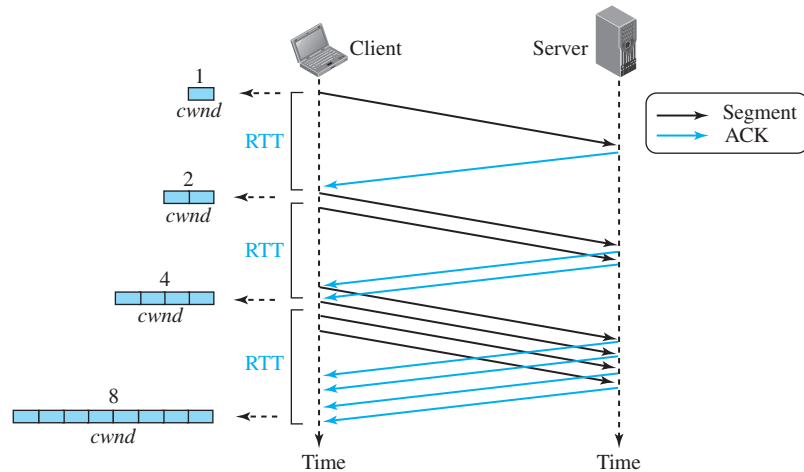 Client
Server
1
cwnd
RTT
Segment
ACK
2
cwnd
RTT
4
cwnd
RTT
8
cwnd
Time
Time